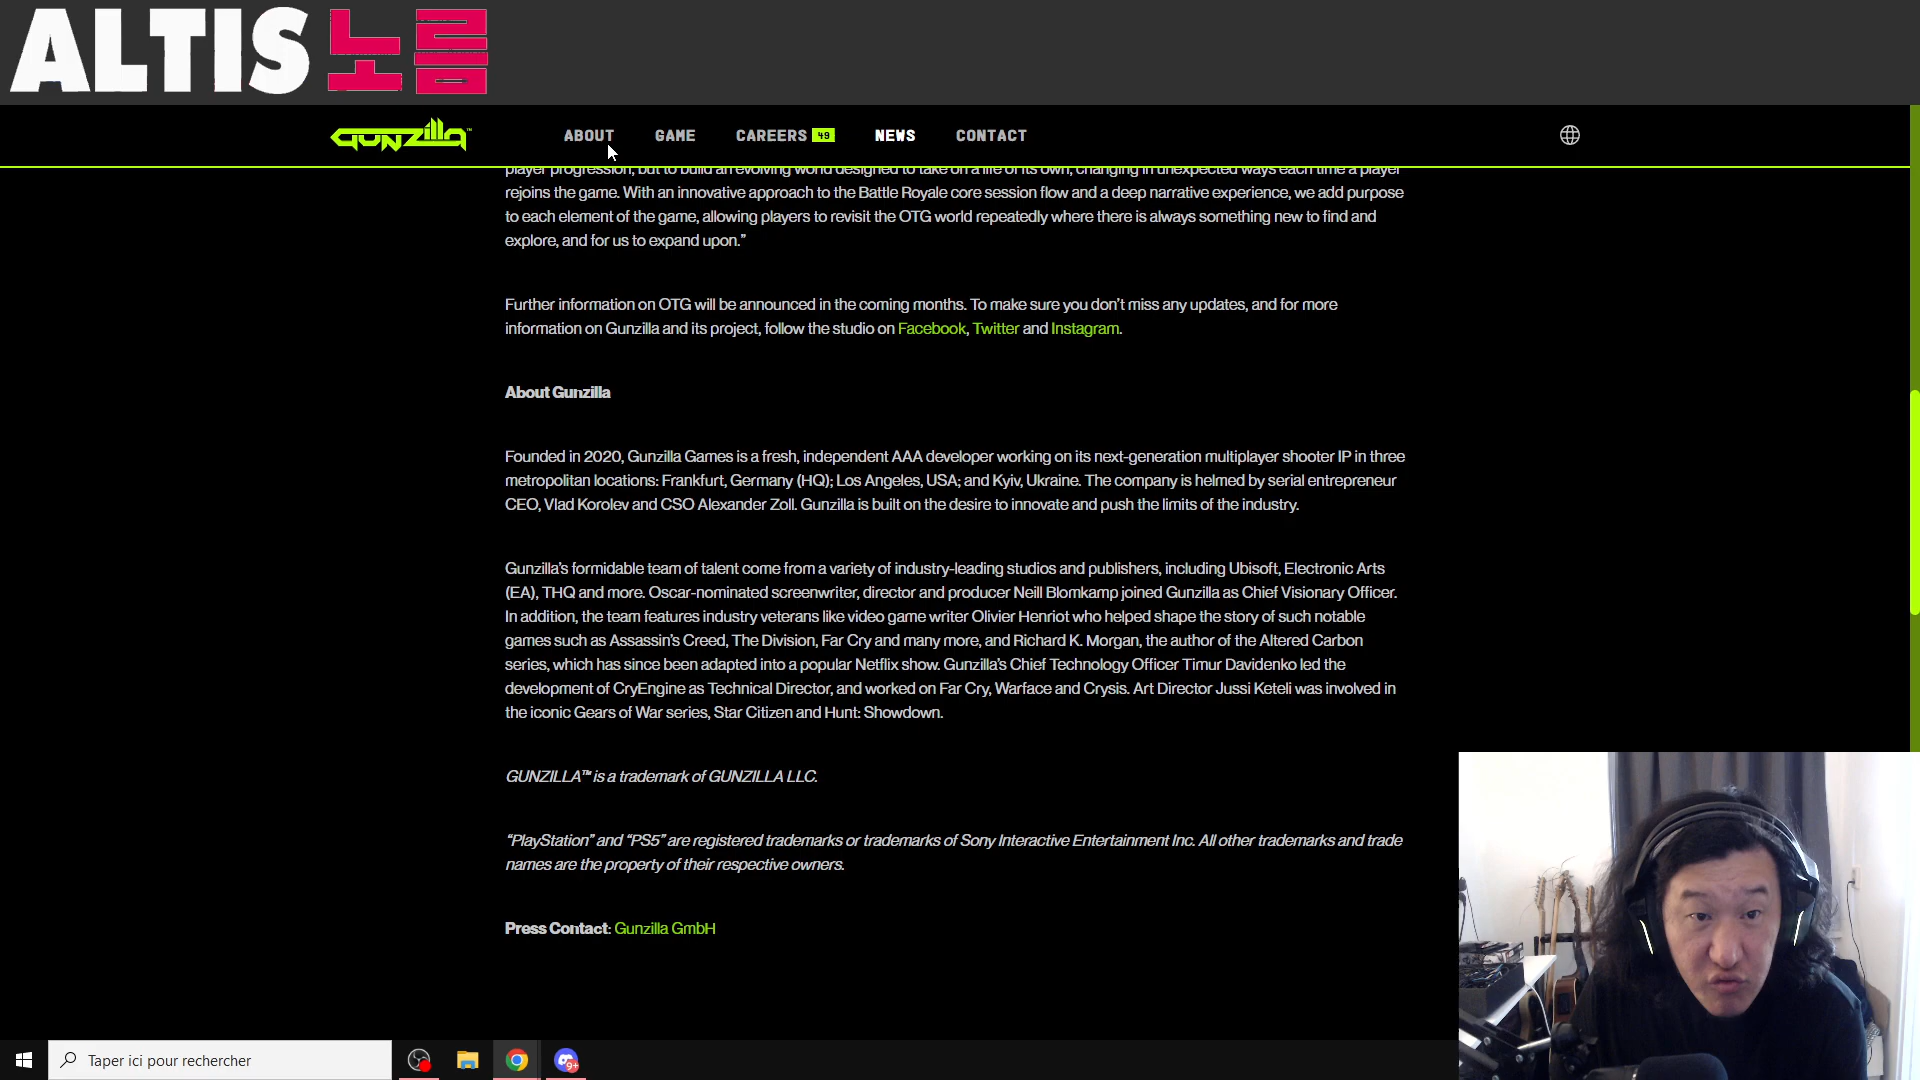 ALTIS 노름
GUNZILLA™
ABOUT GAME CAREERS 49 NEWS CONTACT
player progression, but to build an evolving world designed to take on a life of its own, changing in unexpected ways each time a player
rejoins the game. With an innovative approach to the Battle Royale core session flow and a deep narrative experience, we add purpose
to each element of the game, allowing players to revisit the OTG world repeatedly where there is always something new to find and
explore, and for us to expand upon.”
Further information on OTG will be announced in the coming months. To make sure you don’t miss any updates, and for more
information on Gunzilla and its project, follow the studio on Facebook, Twitter and Instagram.
About Gunzilla
Founded in 2020, Gunzilla Games is a fresh, independent AAA developer working on its next-generation multiplayer shooter IP in three
metropolitan locations: Frankfurt, Germany (HQ); Los Angeles, USA; and Kyiv, Ukraine. The company is helmed by serial entrepreneur
CEO, Vlad Korolev and CSO Alexander Zoll. Gunzilla is built on the desire to innovate and push the limits of the industry.
Gunzilla’s formidable team of talent come from a variety of industry-leading studios and publishers, including Ubisoft, Electronic Arts
(EA), THQ and more. Oscar-nominated screenwriter, director and producer Neill Blomkamp joined Gunzilla as Chief Visionary Officer.
In addition, the team features industry veterans like video game writer Olivier Henriot who helped shape the story of such notable
games such as Assassin’s Creed, The Division, Far Cry and many more, and Richard K. Morgan, the author of the Altered Carbon
series, which has since been adapted into a popular Netflix show. Gunzilla’s Chief Technology Officer Timur Davidenko led the
development of CryEngine as Technical Director, and worked on Far Cry, Warface and Crysis. Art Director Jussi Keteli was involved in
the iconic Gears of War series, Star Citizen and Hunt: Showdown.
GUNZILLA™ is a trademark of GUNZILLA LLC.
“PlayStation” and “PS5” are registered trademarks or trademarks of Sony Interactive Entertainment Inc. All other trademarks and trade
names are the property of their respective owners.
Press Contact: Gunzilla GmbH
Taper ici pour rechercher
9+